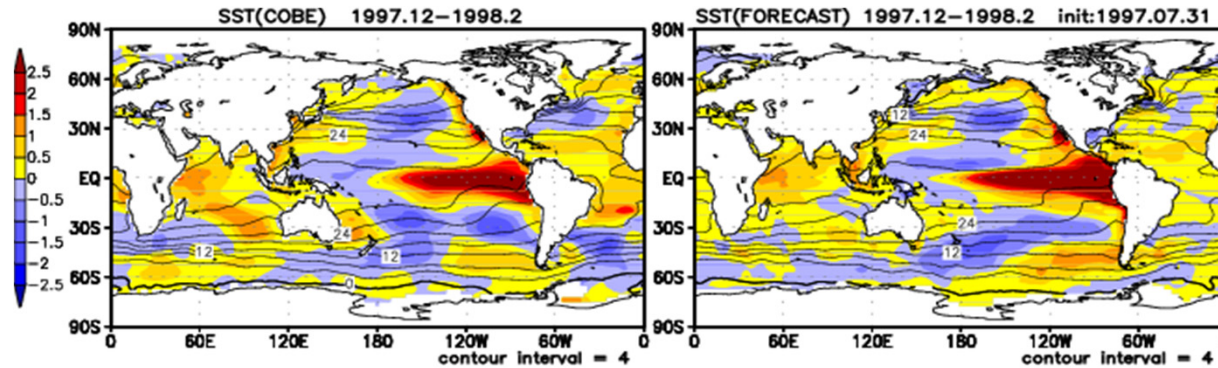 SST(COBE) 1997.12−1998.2
SST(FORECAST) 1997.12−1998.2 init:1997.07.31
2.5
2
1.5
1
0.5
0
−0.5
−1
−1.5
−2
−2.5
90N
60N
30N
EQ
30S
60S
90S
24
24
12
12
0
0
60E
120E
180
120W
60W
0
contour interval = 4
90N
60N
30N
EQ
30S
60S
90S
12
24
24
12
0
60E
120E
180
120W
60W
contour interval = 4